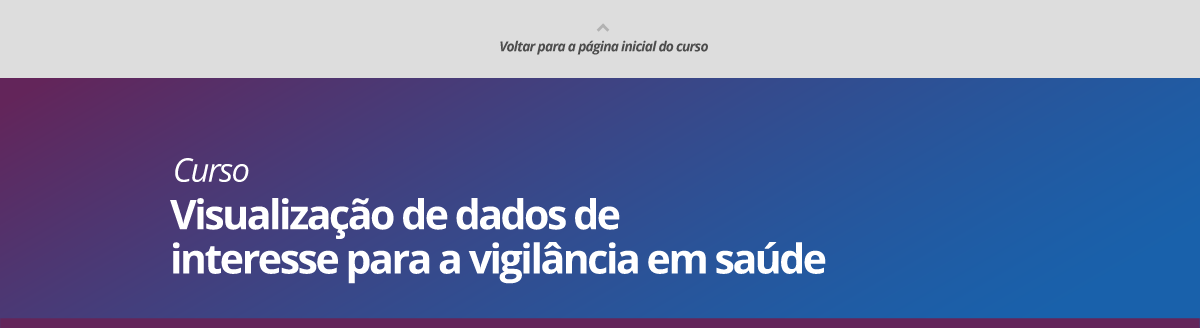 Voltar para a página inicial do curso
Curso
Visualização de dados de
interesse para a vigilância em saúde